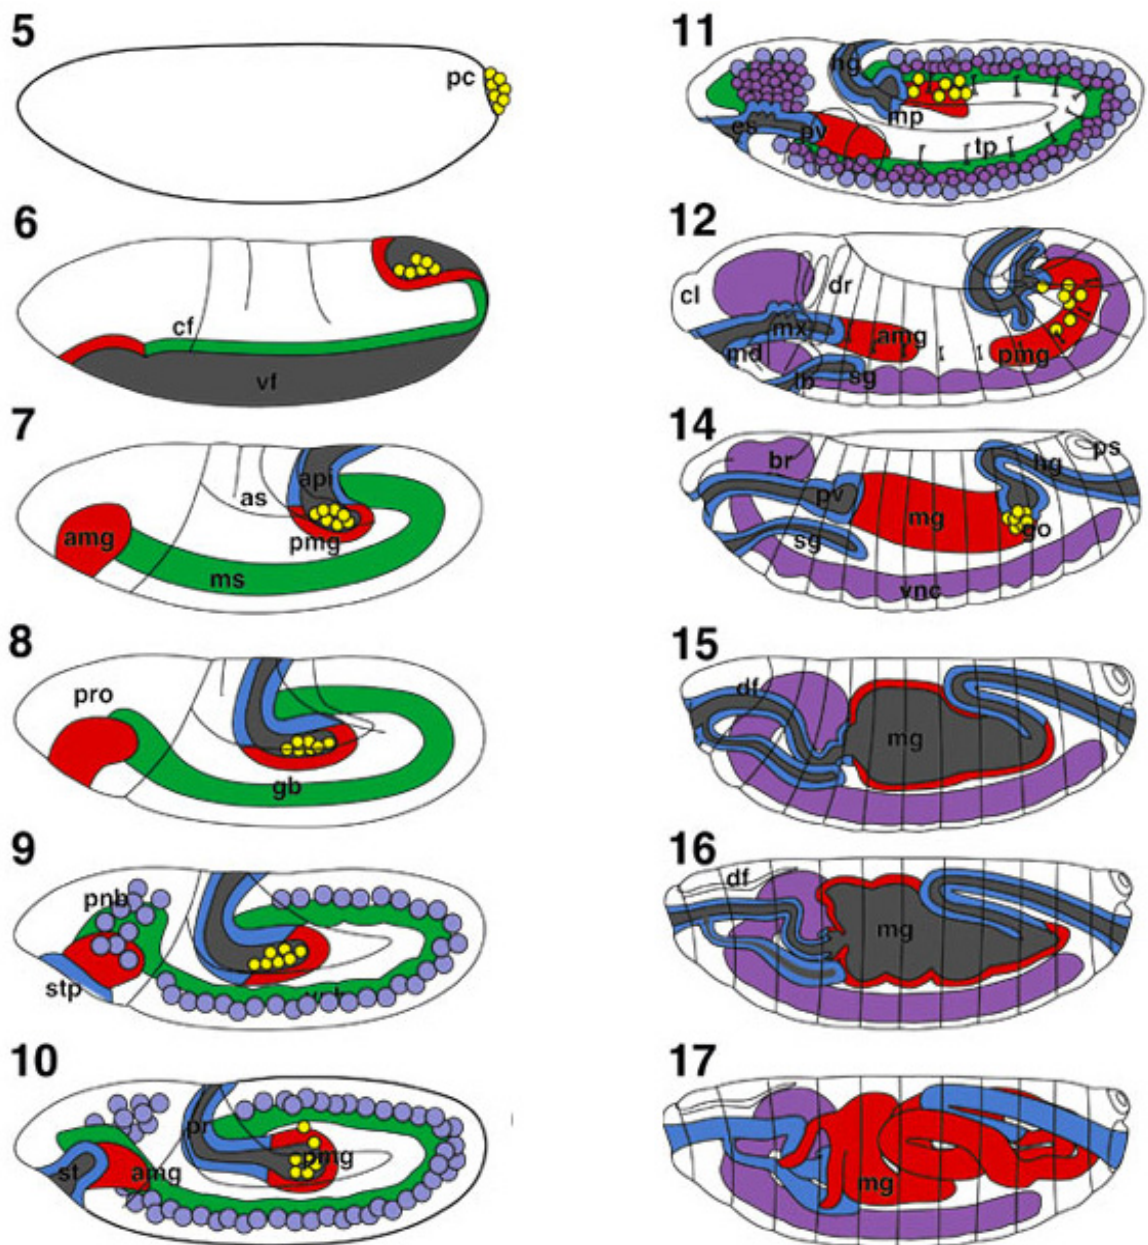 5
pc
6
cf
vf
7
api
as
amg
pmg
ms
8
pro
gb
9
pnb
stp
10
pr
st
amg
pmg
11
hg
mp
es
pv
tp
12
cl
dr
mx
amg
md
pmg
lb
sg
14
br
hg
ps
pv
mg
go
sg
vnc
15
df
mg
16
df
mg
17
mg